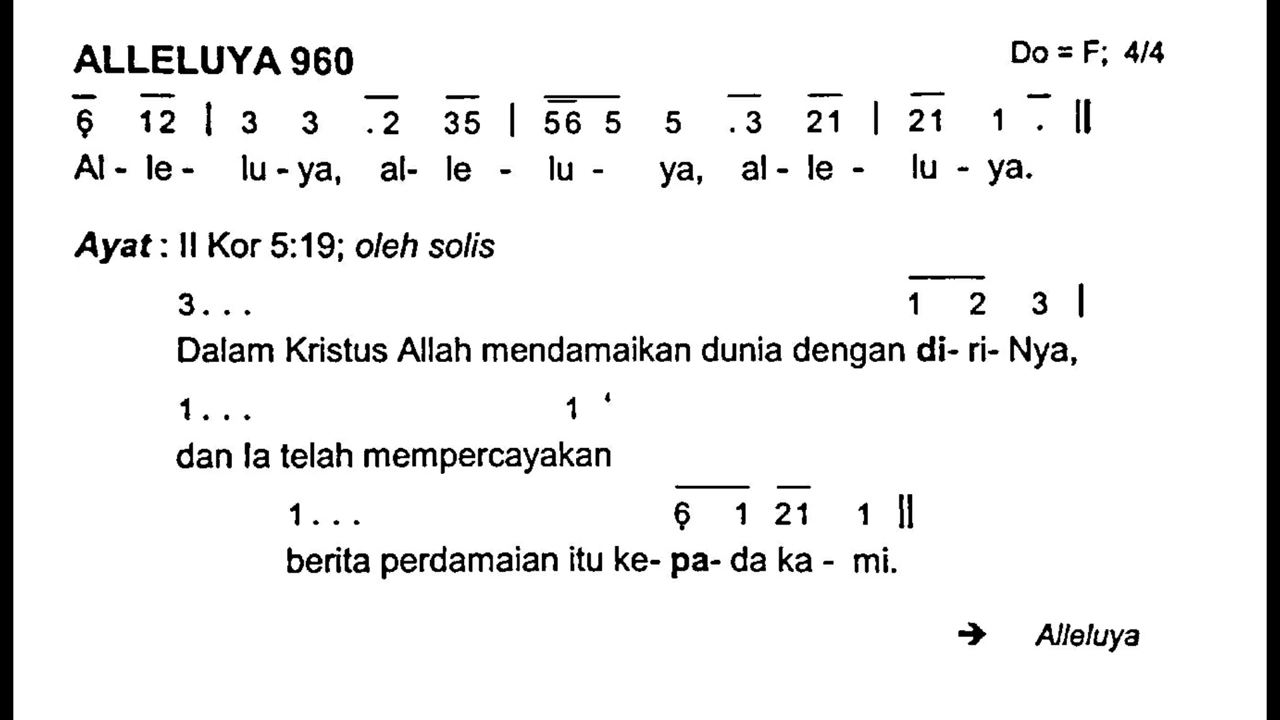 ALLELUYA 960 Do = F; 4/4
6̣ 12 | 3 3 .2 35 | 56 5 5 .3 21 | 21 1 . ||
Al - le - lu - ya, al- le - lu - ya, al - le - lu - ya.
Ayat : II Kor 5:19; oleh solis
3 . . . 1 2 3 |
Dalam Kristus Allah mendamaikan dunia dengan di- ri- Nya,
1 . . . 1 ‘
dan Ia telah mempercayakan
1 . . . 6̣ 1 21 1 ||
berita perdamaian itu ke- pa- da ka - mi.
→ Alleluya